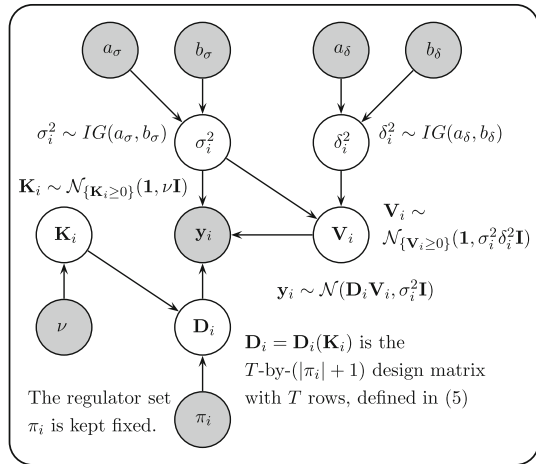 a_σ b_σ a_δ b_δ
σ_i^2 ∼ IG(a_σ, b_σ) σ_i^2 δ_i^2 δ_i^2 ∼ IG(a_δ, b_δ)
K_i ∼ N_{K_i≥0}(1, νI)
K_i y_i V_i V_i ∼
N_{V_i≥0}(1, σ_i^2 δ_i^2 I)
y_i ∼ N(D_i V_i, σ_i^2 I)
ν D_i D_i = D_i(K_i) is the
T-by-(|π_i| + 1) design matrix
with T rows, defined in (5)
The regulator set
π_i is kept fixed. π_i